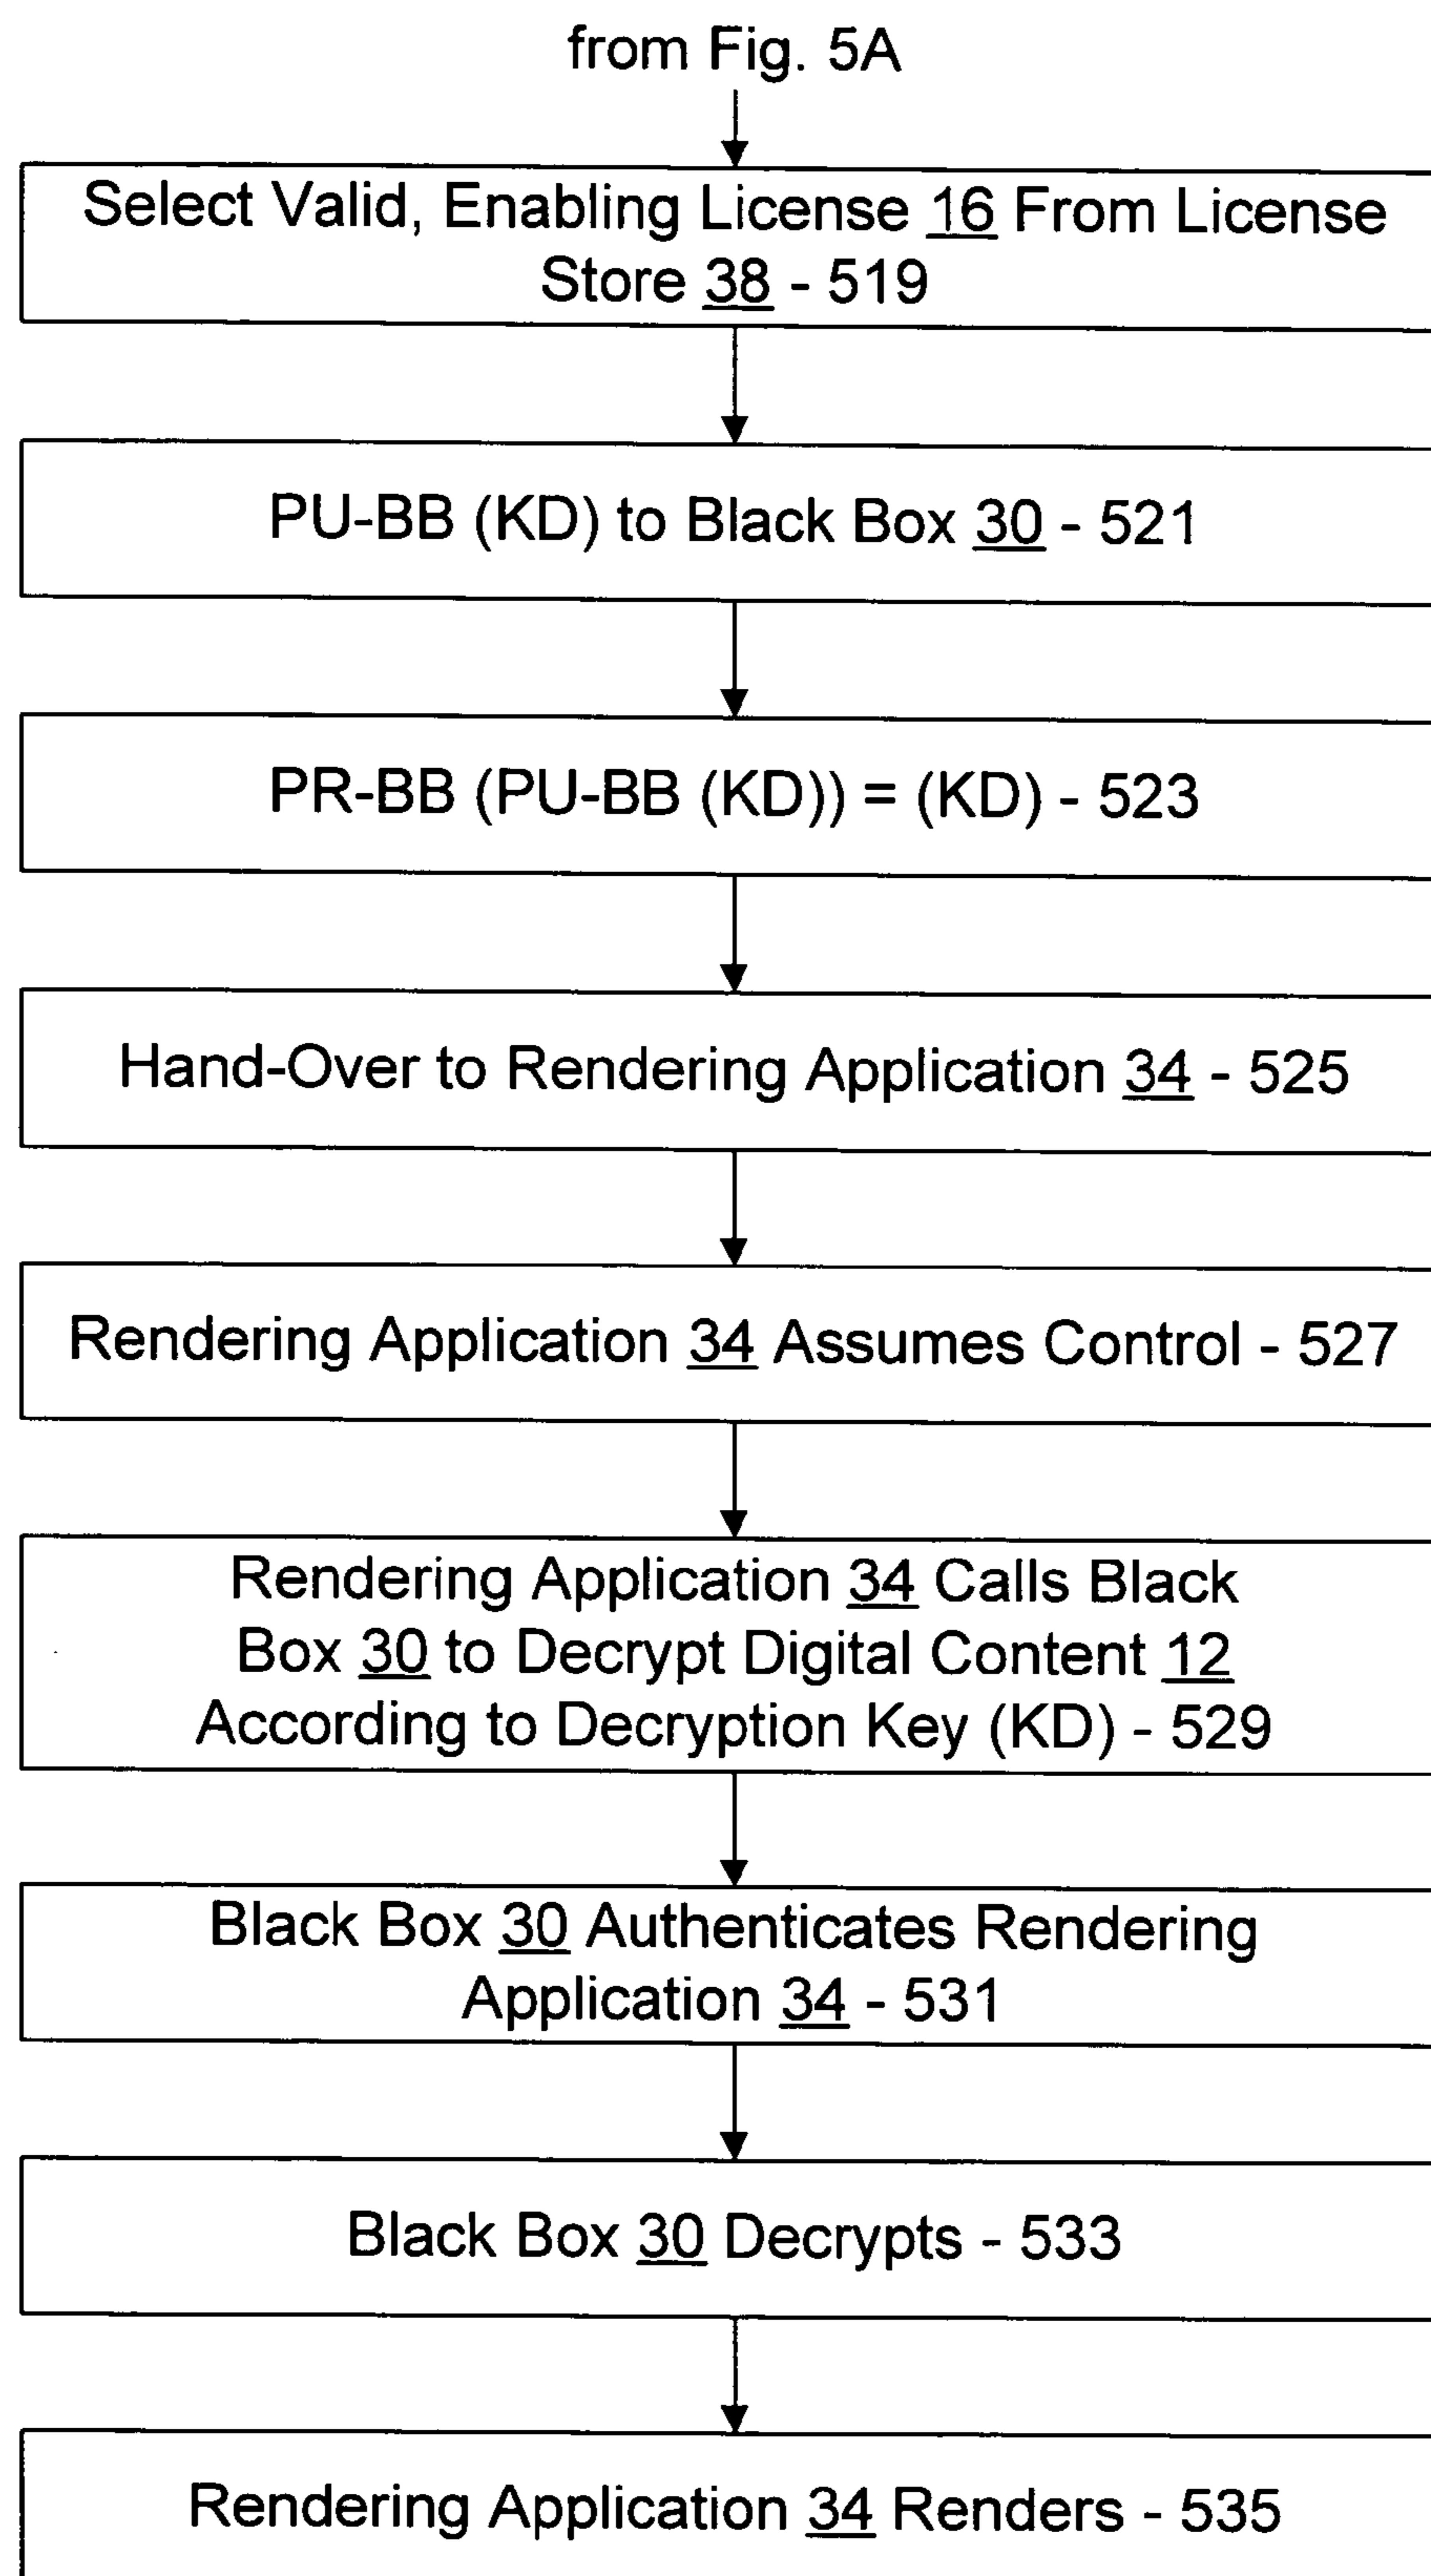 from Fig. 5A
Select Valid, Enabling License 16 From License
Store 38 - 519
PU-BB (KD) to Black Box 30 - 521
PR-BB (PU-BB (KD)) = (KD) - 523
Hand-Over to Rendering Application 34 - 525
Rendering Application 34 Assumes Control - 527
Rendering Application 34 Calls Black
Box 30 to Decrypt Digital Content 12
According to Decryption Key (KD) - 529
Black Box 30 Authenticates Rendering
Application 34 - 531
Black Box 30 Decrypts - 533
Rendering Application 34 Renders - 535